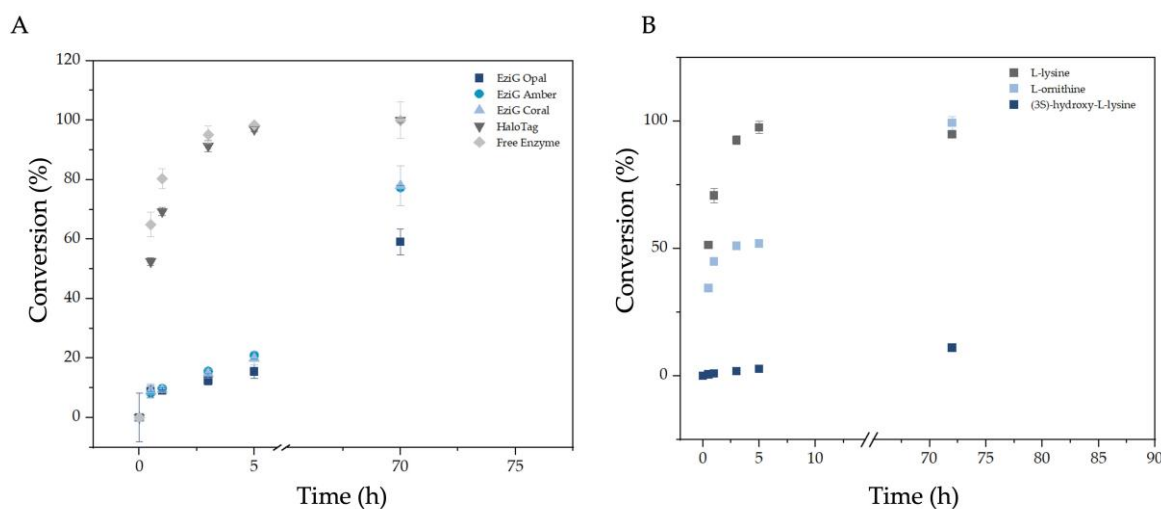 A
120
100
80
60
40
20
0
Conversion (%)
EziG Opal
EziG Amber
EziG Coral
HaloTag
Free Enzyme
0 5 70 75
Time (h)
B
100
50
0
Conversion (%)
L-lysine
L-ornithine
(3S)-hydroxy-L-lysine
0 5 10 70 75 80 85 90
Time (h)